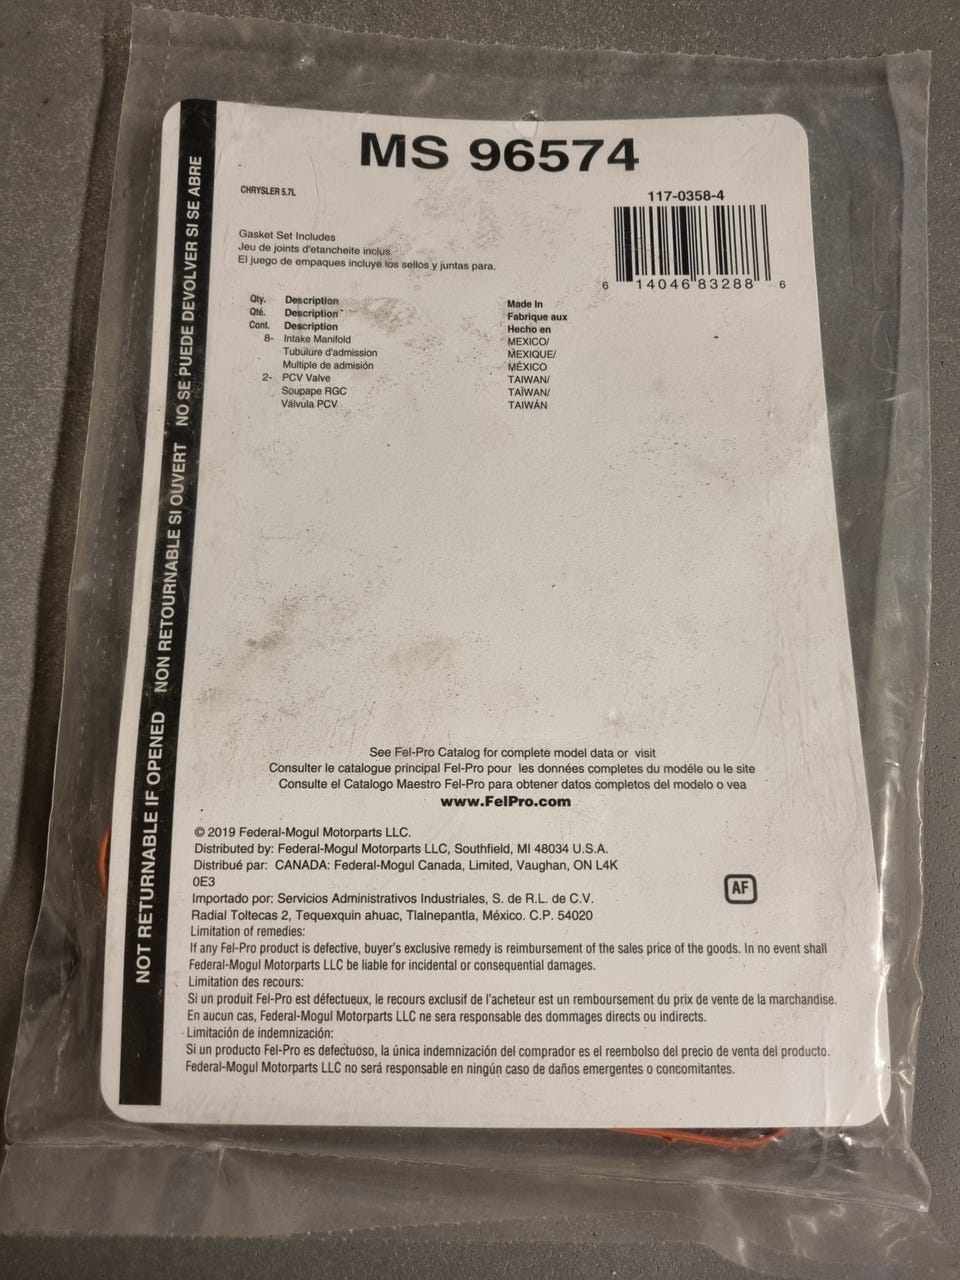 MS 96574
CHRYSLER 5.7L
117-0358-4
6 14046 83288 6
Gasket Set Includes
Jeu de joints d'etancheite inclus.
El juego de empaques incluye los sellos y juntas para.
Qty. Description Made In
Qté. Description Fabrique aux
Cont. Description Hecho en
8- Intake Manifold MEXICO/
Tubulure d'admission MEXIQUE/
Multiple de admisión MÉXICO
2- PCV Valve TAIWAN/
Soupape RGC TAÏWAN/
Válvula PCV TAIWÁN
NOT RETURNABLE IF OPENED NON RETOURNABLE SI OUVERT NO SE PUEDE DEVOLVER SI SE ABRE
See Fel-Pro Catalog for complete model data or visit
Consulter le catalogue principal Fel-Pro pour les données completes du modéle ou le site
Consulte el Catalogo Maestro Fel-Pro para obtener datos completos del modelo o vea
www.FelPro.com
© 2019 Federal-Mogul Motorparts LLC.
Distributed by: Federal-Mogul Motorparts LLC, Southfield, MI 48034 U.S.A.
Distribué par: CANADA: Federal-Mogul Canada, Limited, Vaughan, ON L4K
0E3
Importado por: Servicios Administrativos Industriales, S. de R.L. de C.V.
Radial Toltecas 2, Tequexquin ahuac, Tlalnepantla, México. C.P. 54020
AF
Limitation of remedies:
If any Fel-Pro product is defective, buyer's exclusive remedy is reimbursement of the sales price of the goods. In no event shall
Federal-Mogul Motorparts LLC be liable for incidental or consequential damages.
Limitation des recours:
Si un produit Fel-Pro est défectueux, le recours exclusif de l'acheteur est un remboursement du prix de vente de la marchandise.
En aucun cas, Federal-Mogul Motorparts LLC ne sera responsable des dommages directs ou indirects.
Limitación de indemnización:
Si un producto Fel-Pro es defectuoso, la única indemnización del comprador es el reembolso del precio de venta del producto.
Federal-Mogul Motorparts LLC no será responsable en ningún caso de daños emergentes o concomitantes.